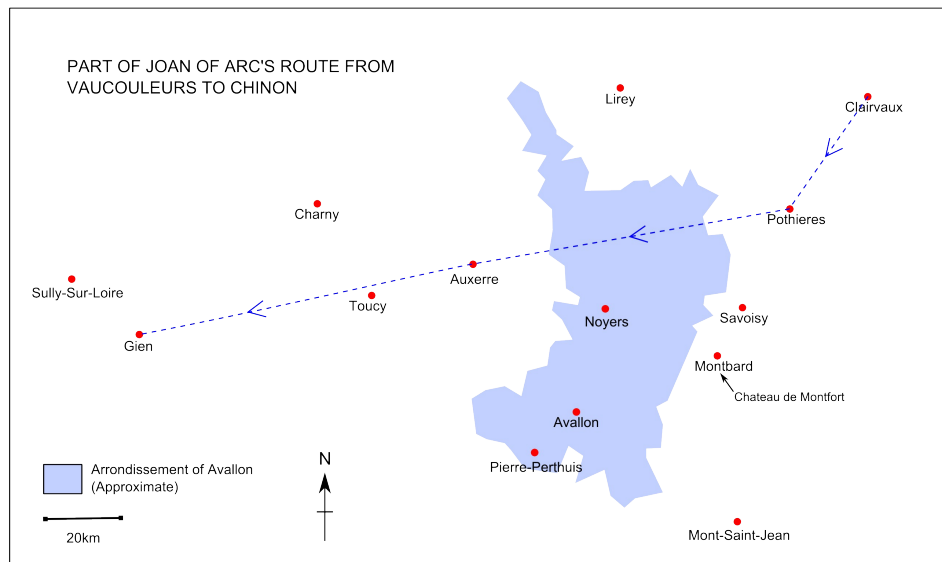 PART OF JOAN OF ARC'S ROUTE FROM
VAUCOULEURS TO CHINON
Lirey
Clairvaux
Charny
Pothieres
Auxerre
Sully-Sur-Loire
Toucy
Noyers
Savoisy
Gien
Montbard
Chateau de Montfort
Avallon
Pierre-Perthuis
Arrondissement of Avallon
(Approximate)
N
20km
Mont-Saint-Jean